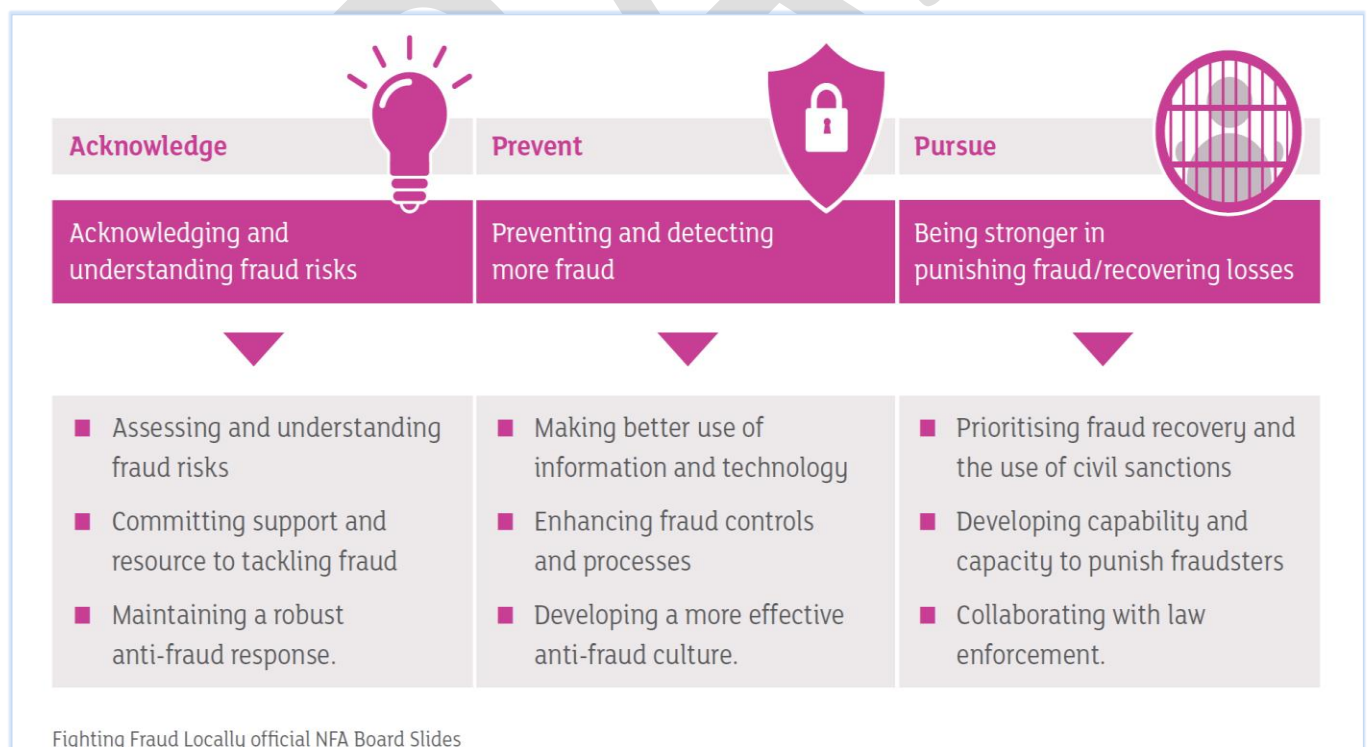 Acknowledge
Acknowledging and
understanding fraud risks
Assessing and understanding
fraud risks
Committing support and
resource to tackling fraud
Maintaining a robust
anti-fraud response.
Prevent
Preventing and detecting
more fraud
Making better use of
information and technology
Enhancing fraud controls
and processes
Developing a more effective
anti-fraud culture.
Pursue
Being stronger in
punishing fraud/recovering losses
Prioritising fraud recovery and
the use of civil sanctions
Developing capability and
capacity to punish fraudsters
Collaborating with law
enforcement.
Fighting Fraud Locally official NFA Board Slides